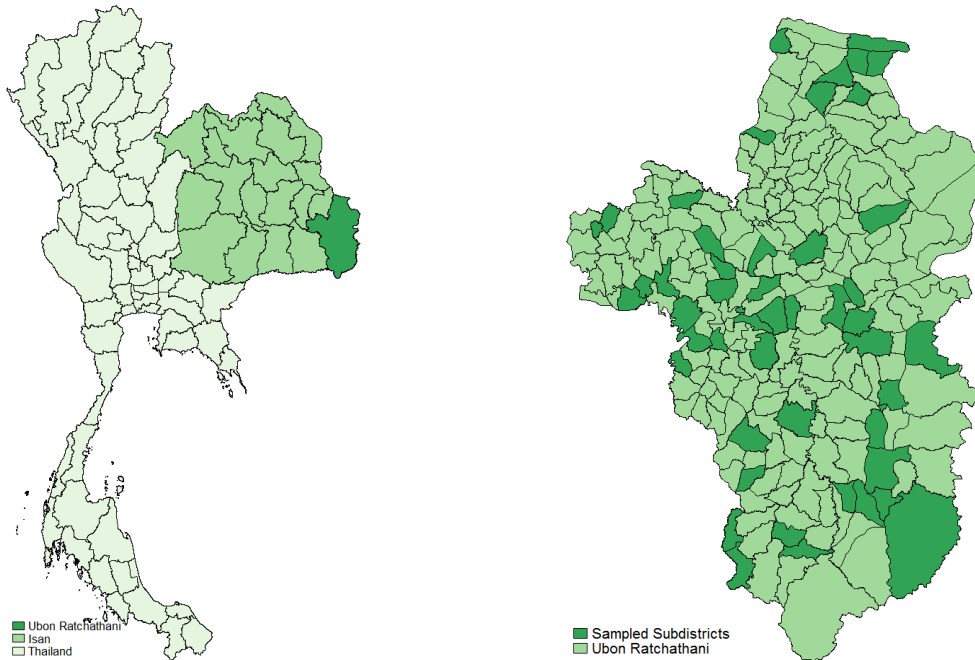 Ubon Ratchathani
Isan
Thailand
Sampled Subdistricts
Ubon Ratchathani